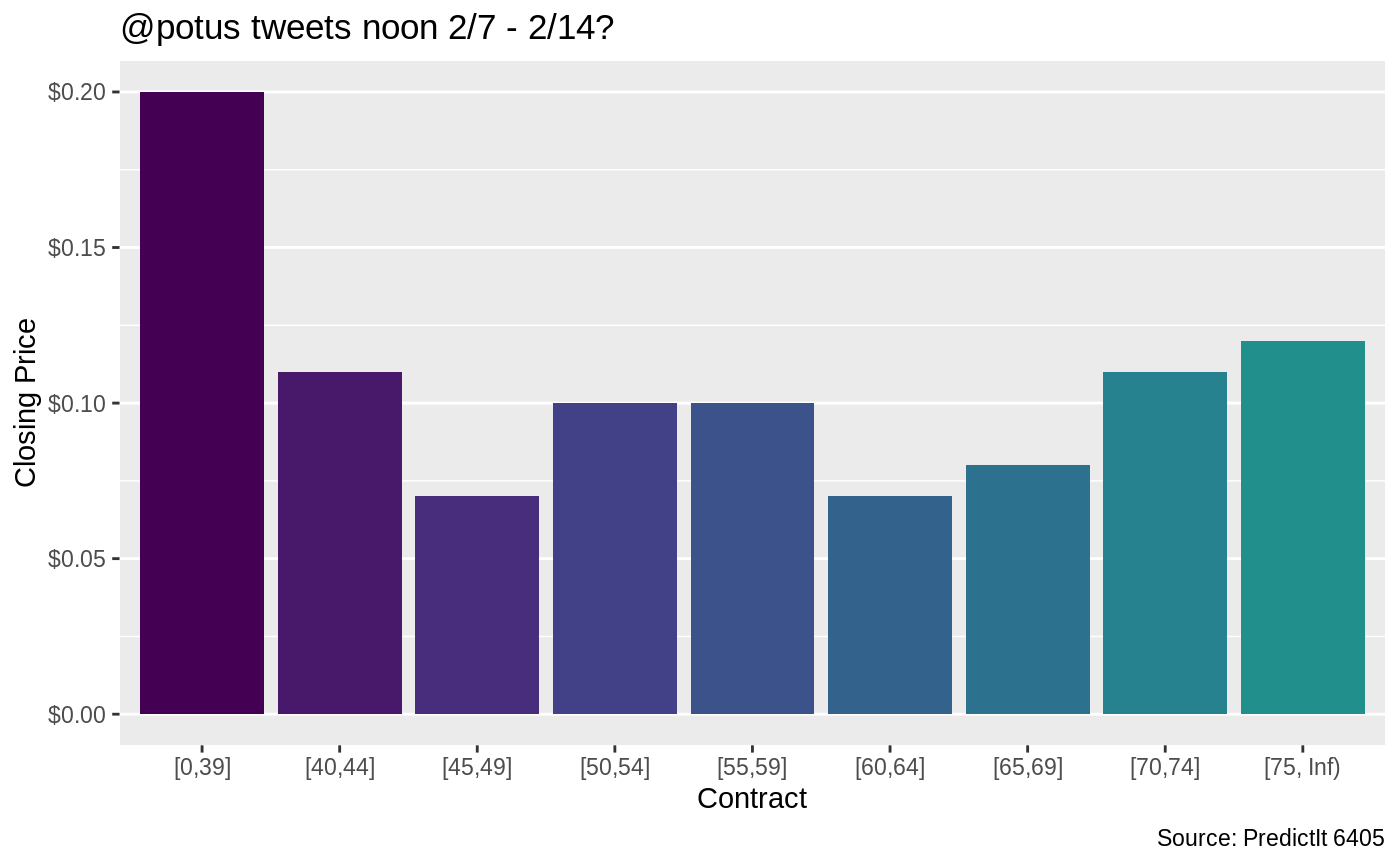 @potus tweets noon 2/7 - 2/14?
Closing Price
$0.20
$0.15
$0.10
$0.05
$0.00
[0,39] [40,44] [45,49] [50,54] [55,59] [60,64] [65,69] [70,74] [75, Inf)
Contract
Source: PredictIt 6405